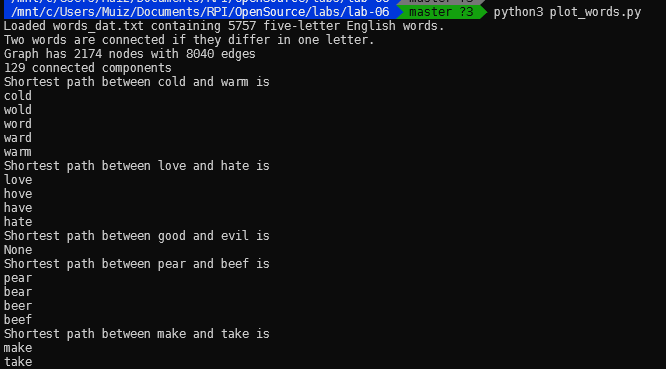 /mnt/c/Users/Muiz/Documents/RPI/OpenSource/labs/lab-06 master ?3
/mnt/c/Users/Muiz/Documents/RPI/OpenSource/labs/lab-06 master ?3 python3 plot_words.py
Loaded words_dat.txt containing 5757 five-letter English words.
Two words are connected if they differ in one letter.
Graph has 2174 nodes with 8040 edges
129 connected components
Shortest path between cold and warm is
cold
wold
word
ward
warm
Shortest path between love and hate is
love
hove
have
hate
Shortest path between good and evil is
None
Shortest path between pear and beef is
pear
bear
beer
beef
Shortest path between make and take is
make
take